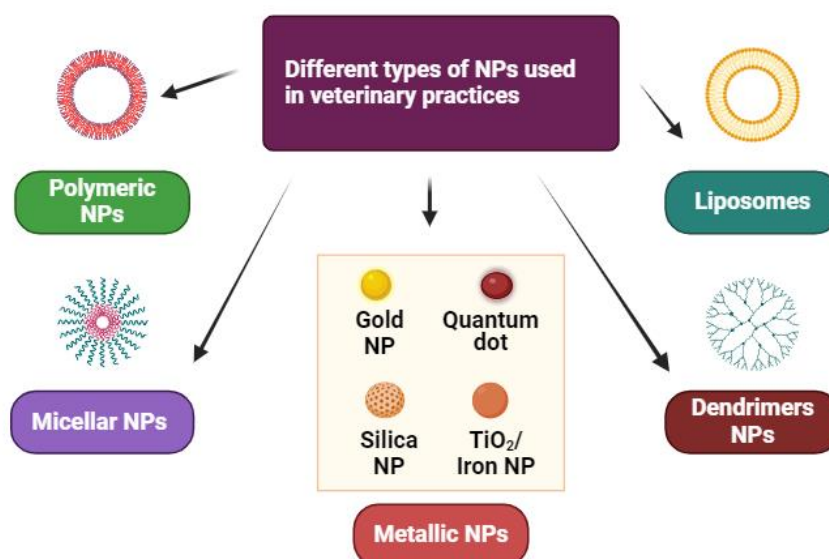 Different types of NPs used
in veterinary practices
Polymeric
NPs
Liposomes
Gold
NP
Quantum
dot
Micellar NPs
Silica
NP
TiO₂/
Iron NP
Dendrimers
NPs
Metallic NPs